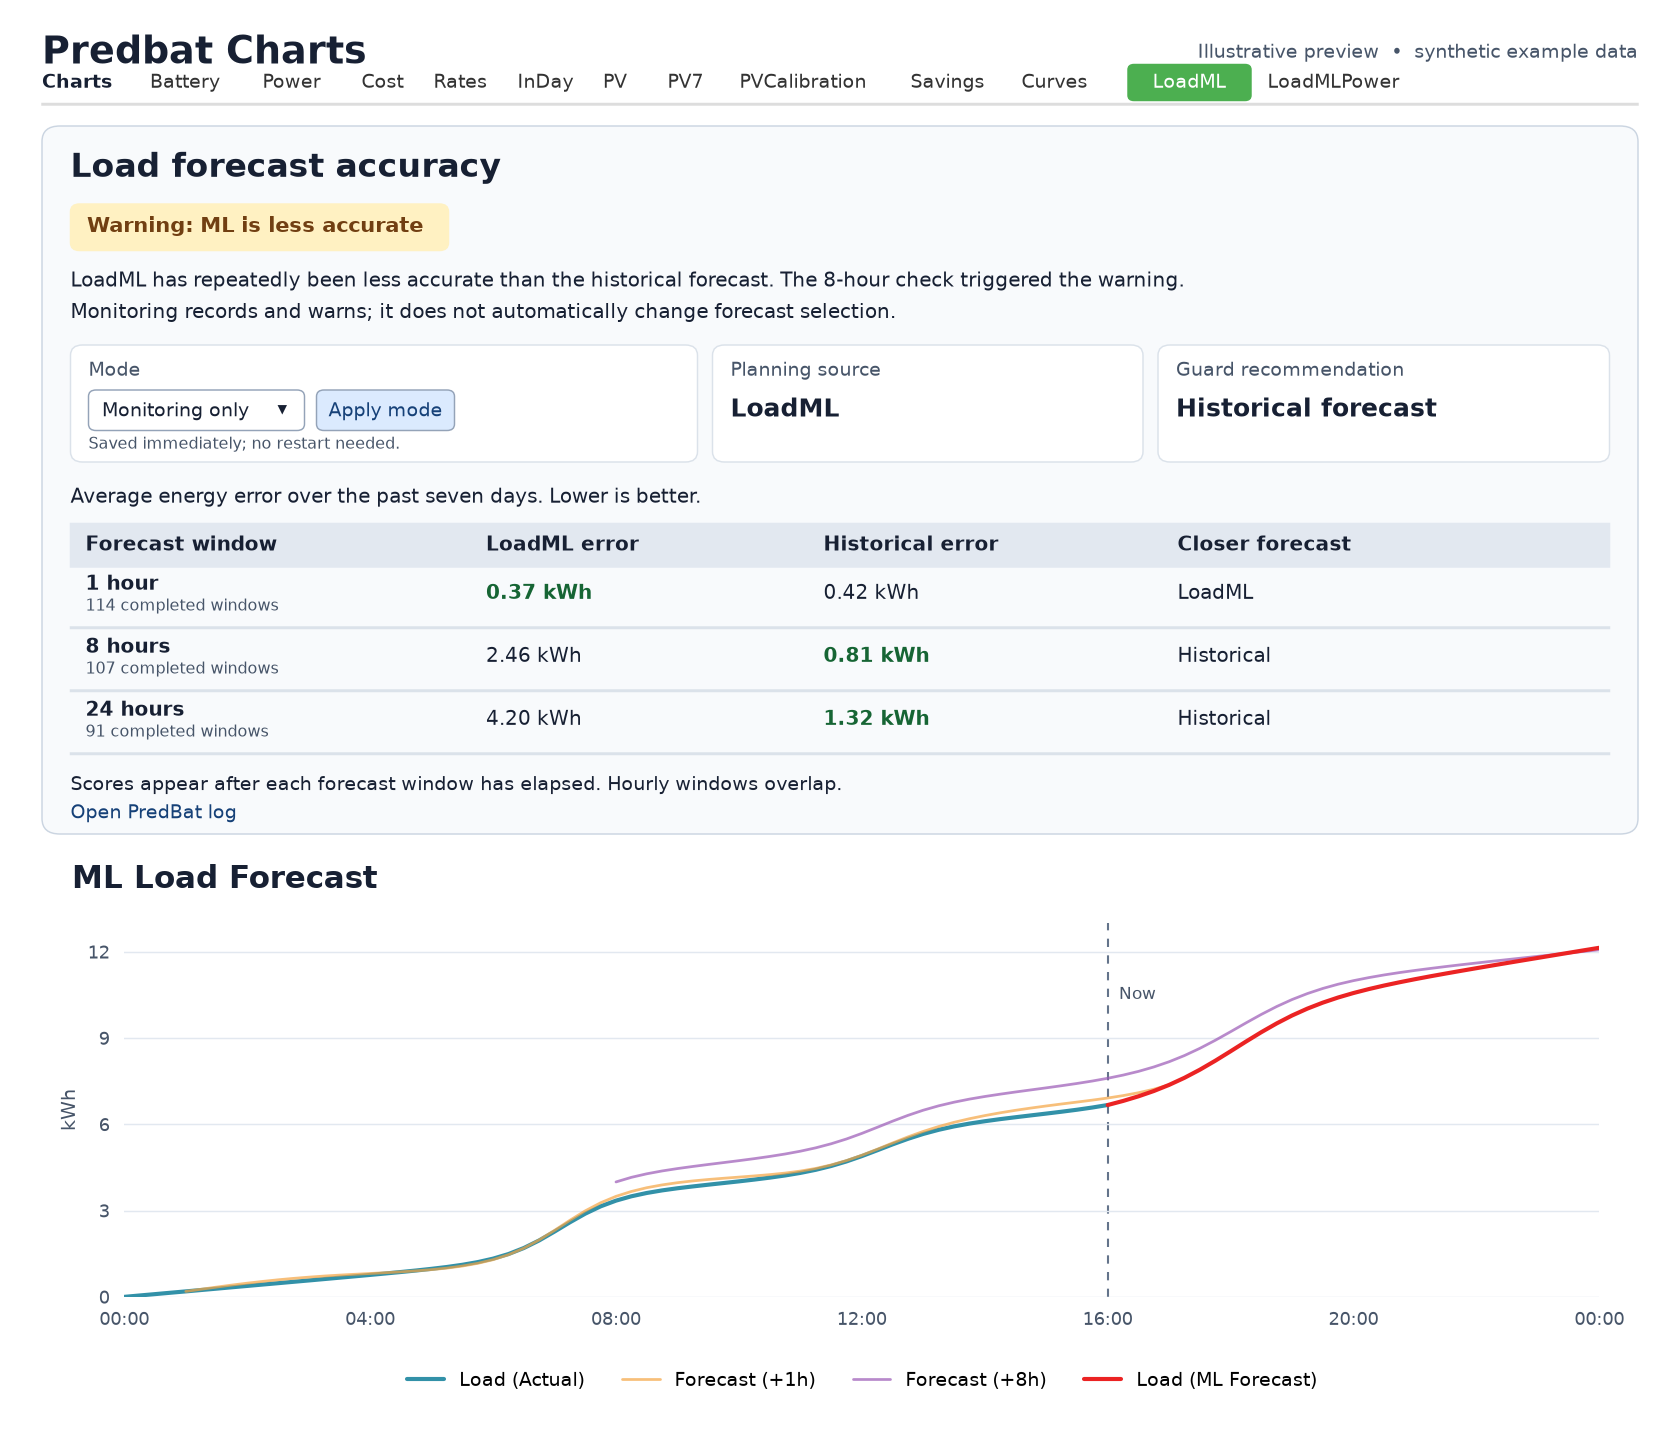 Predbat Charts
Illustrative preview • synthetic example data
Charts Battery Power Cost Rates InDay PV PV7 PVCalibration Savings Curves LoadML LoadMLPower
Load forecast accuracy
Warning: ML is less accurate
LoadML has repeatedly been less accurate than the historical forecast. The 8-hour check triggered the warning.
Monitoring records and warns; it does not automatically change forecast selection.
Mode
Monitoring only ▼ Apply mode
Saved immediately; no restart needed.
Planning source
LoadML
Guard recommendation
Historical forecast
Average energy error over the past seven days. Lower is better.
Forecast window LoadML error Historical error Closer forecast
1 hour
114 completed windows
0.37 kWh 0.42 kWh LoadML
8 hours
107 completed windows
2.46 kWh 0.81 kWh Historical
24 hours
91 completed windows
4.20 kWh 1.32 kWh Historical
Scores appear after each forecast window has elapsed. Hourly windows overlap.
Open PredBat log
ML Load Forecast
12
9
6
3
0
kWh
Now
00:00 04:00 08:00 12:00 16:00 20:00 00:00
Load (Actual) Forecast (+1h) Forecast (+8h) Load (ML Forecast)